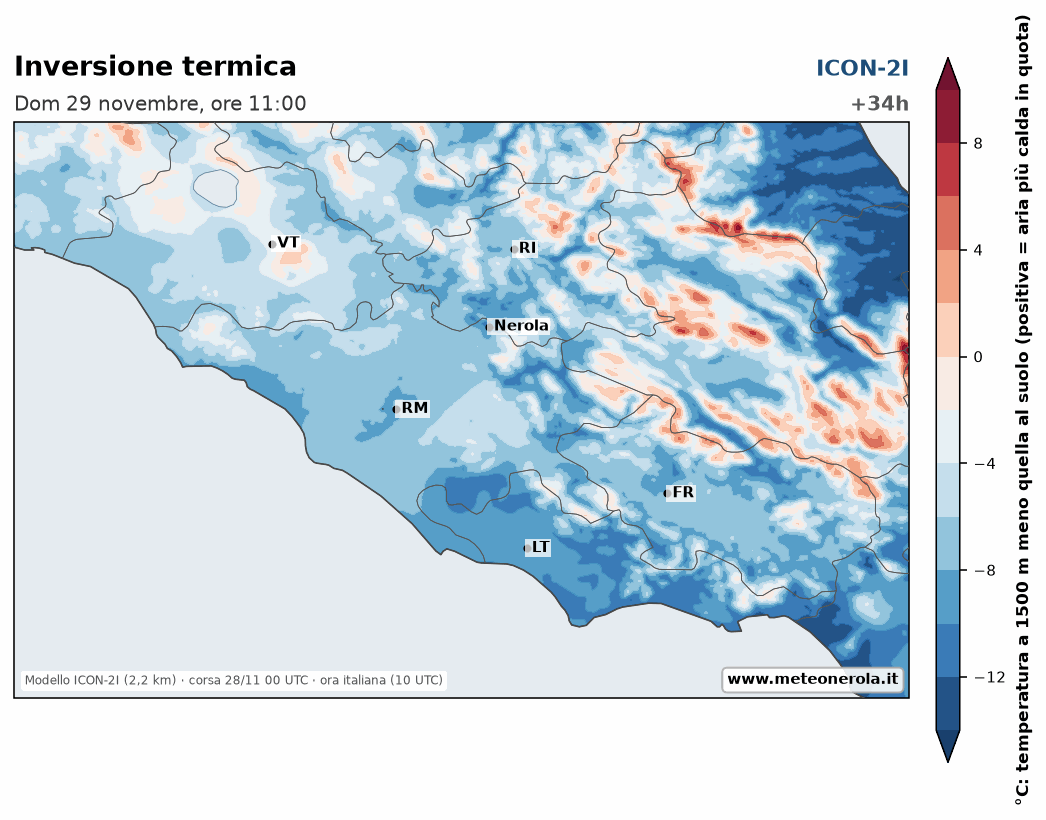 Inversione termica
ICON-2I
Dom 29 novembre, ore 11:00
+34h
VT
RI
Nerola
RM
FR
LT
Modello ICON-2I (2,2 km) · corsa 28/11 00 UTC · ora italiana (10 UTC)
www.meteonerola.it
8
4
0
−4
−8
−12
°C: temperatura a 1500 m meno quella al suolo (positiva = aria più calda in quota)